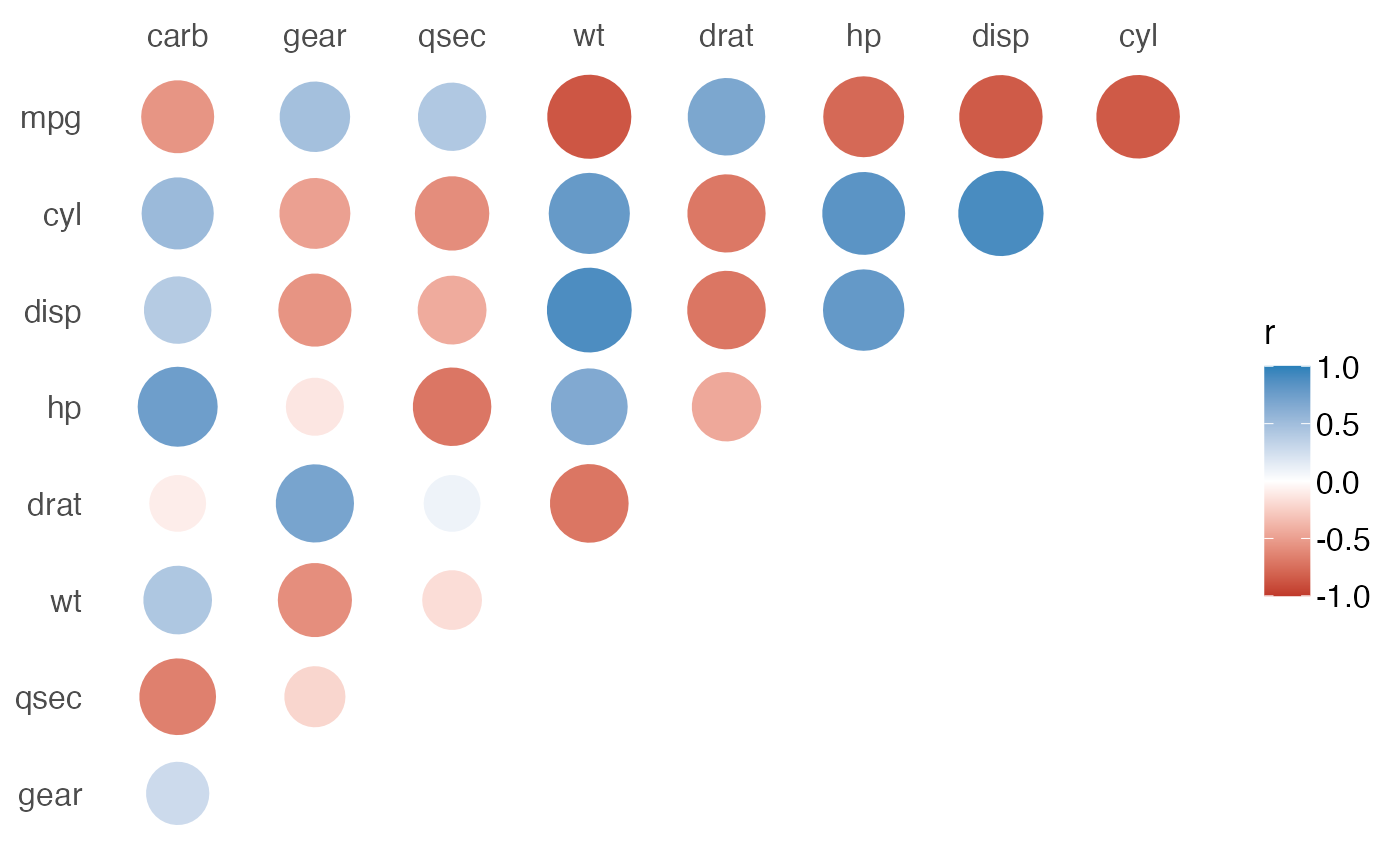 carb gear qsec wt drat hp disp cyl
mpg
cyl
disp
hp
drat
wt
qsec
gear
r
1.0
0.5
0.0
-0.5
-1.0